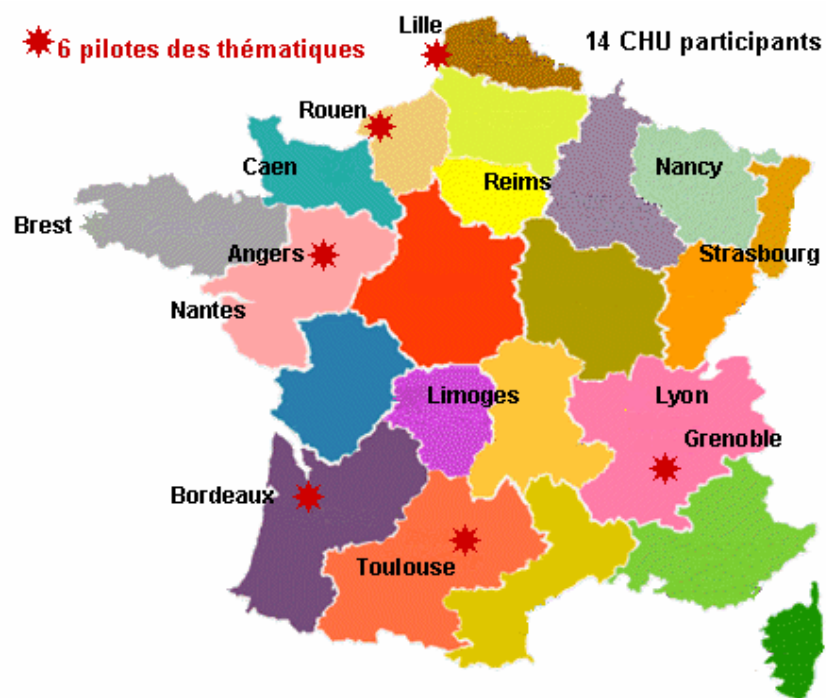 Lille
6 pilotes des thématiques
14 CHU participants
Rouen
Caen
Reims
Nancy
Brest
Angers
Strasbourg
Nantes
Limoges
Lyon
Grenoble
Bordeaux
Toulouse